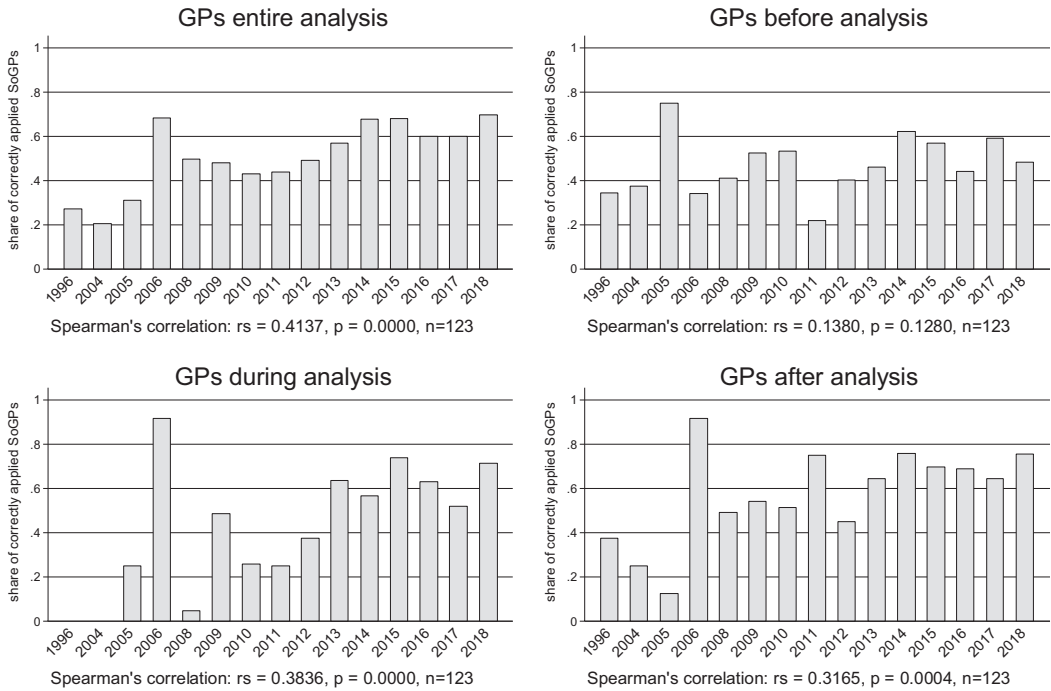 GPs entire analysis
share of correctly applied SoGPs
1
.8
.6
.4
.2
0
1996 2004 2005 2006 2008 2009 2010 2011 2012 2013 2014 2015 2016 2017 2018
Spearman's correlation: rs = 0.4137, p = 0.0000, n=123
GPs before analysis
share of correctly applied SoGPs
1
.8
.6
.4
.2
0
1996 2004 2005 2006 2008 2009 2010 2011 2012 2013 2014 2015 2016 2017 2018
Spearman's correlation: rs = 0.1380, p = 0.1280, n=123
GPs during analysis
share of correctly applied SoGPs
1
.8
.6
.4
.2
0
1996 2004 2005 2006 2008 2009 2010 2011 2012 2013 2014 2015 2016 2017 2018
Spearman's correlation: rs = 0.3836, p = 0.0000, n=123
GPs after analysis
share of correctly applied SoGPs
1
.8
.6
.4
.2
0
1996 2004 2005 2006 2008 2009 2010 2011 2012 2013 2014 2015 2016 2017 2018
Spearman's correlation: rs = 0.3165, p = 0.0004, n=123